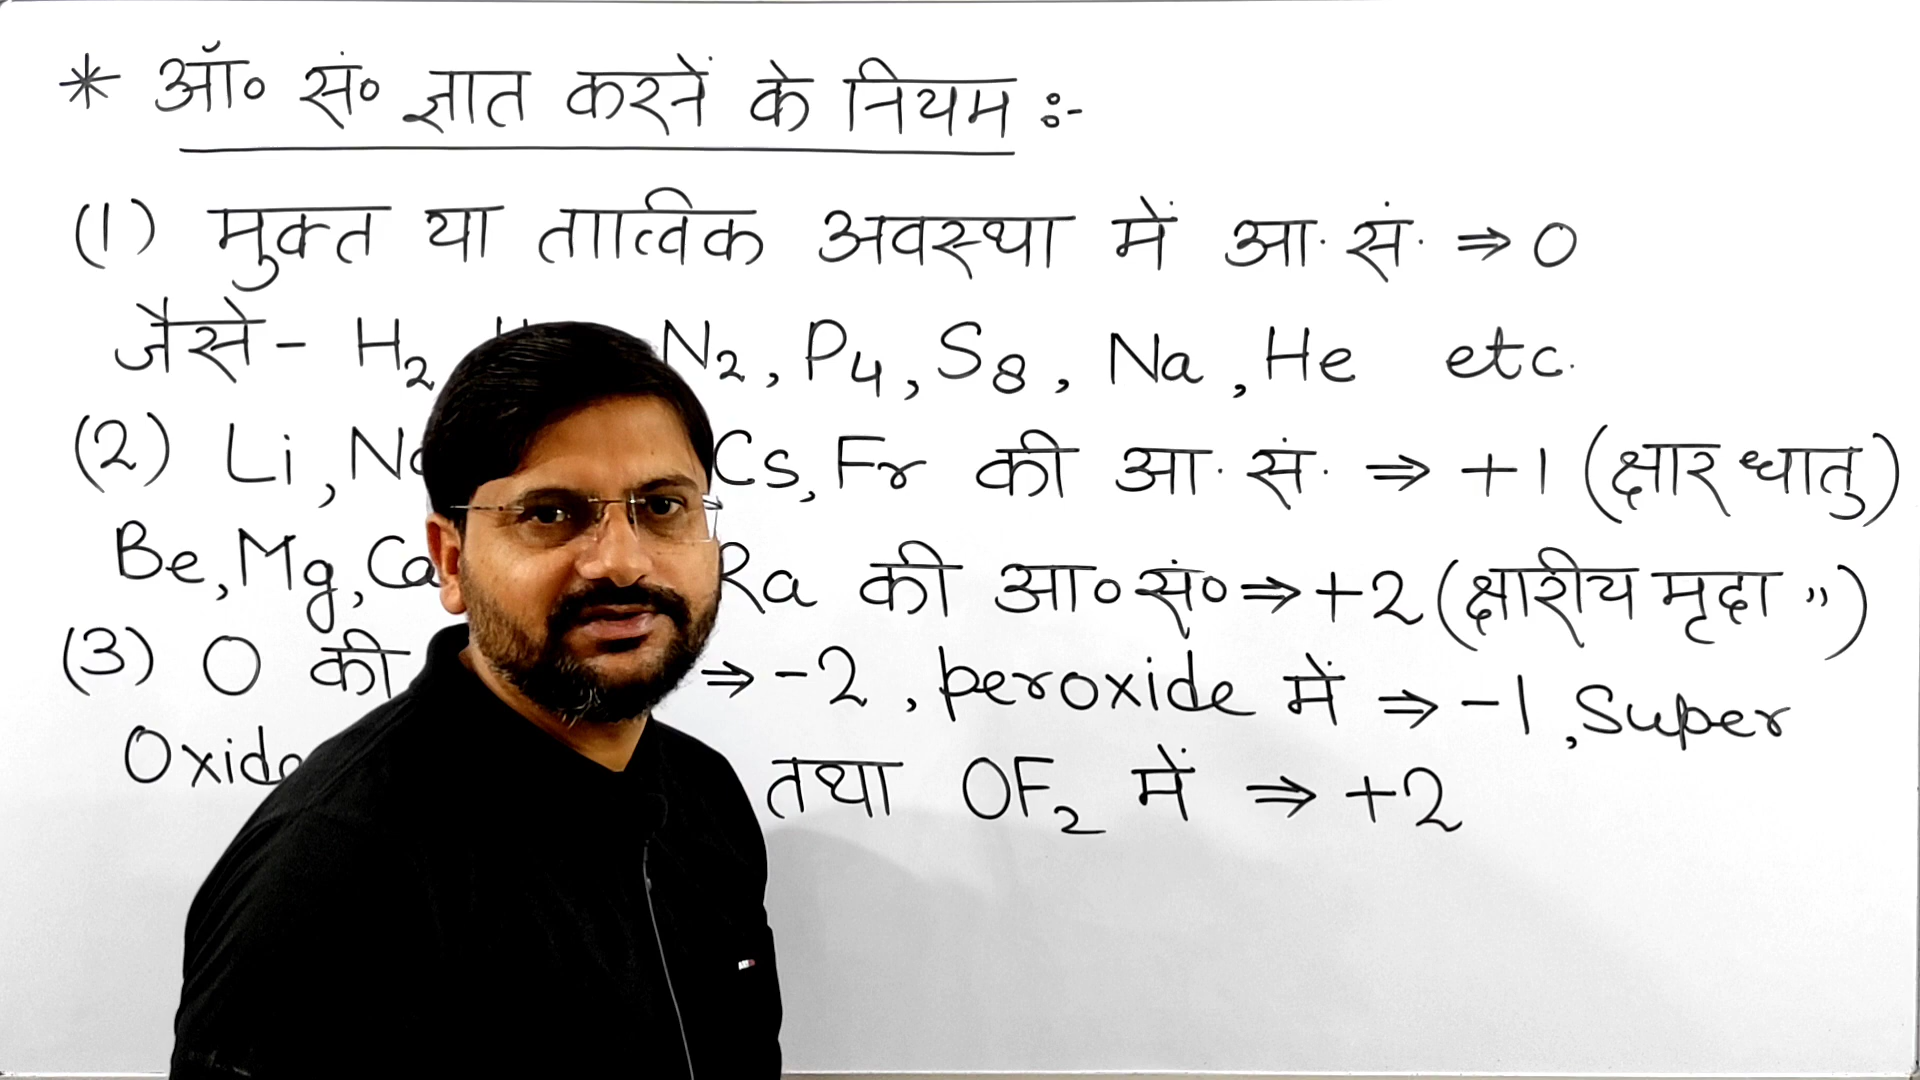 * ऑ० सं० ज्ञात करनें के नियम :-
(1) मुक्त या तात्विक अवस्था में आ. सं. ⇒ 0
जैसे- H₂ N₂, P₄, S₈, Na, He etc.
(2) Li, Cs, Fr की आ. सं. ⇒ +1 (क्षार धातु)
Be, Mg, Ra की आ० सं० ⇒ +2 (क्षारीय मृदा ")
(3) O की ⇒ -2, peroxide में ⇒ -1, Super
तथा OF₂ में ⇒ +2